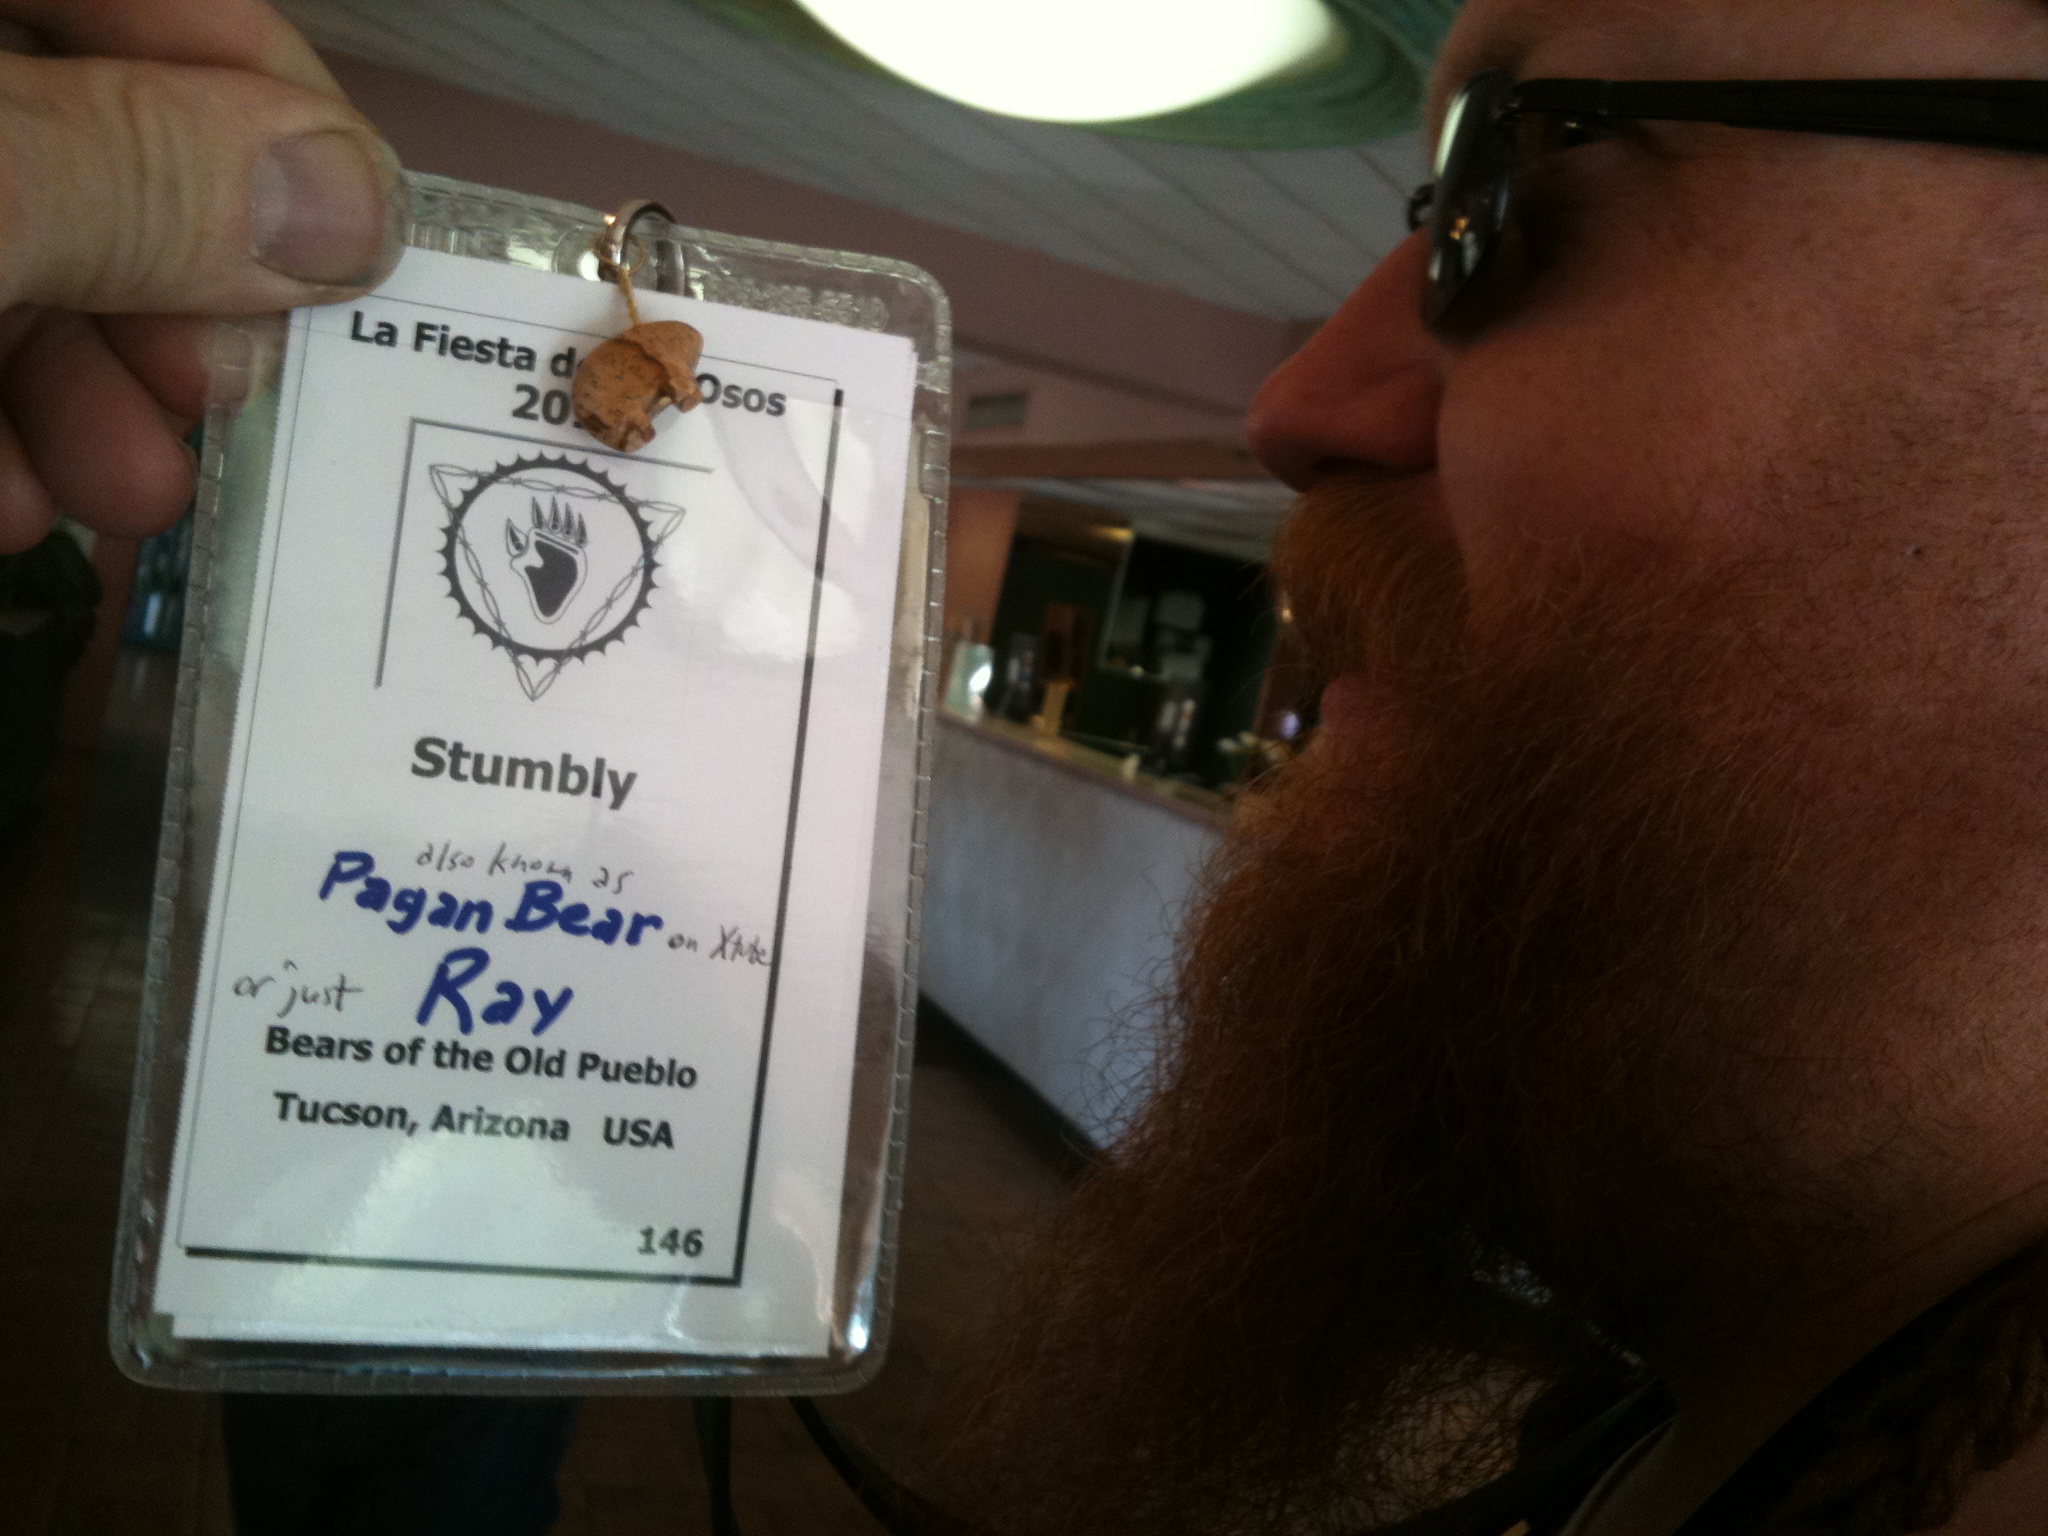 La Fiesta de Osos
20
Stumbly
also known as
Pagan Bear on Xtube
or just Ray
Bears of the Old Pueblo
Tucson, Arizona USA
146